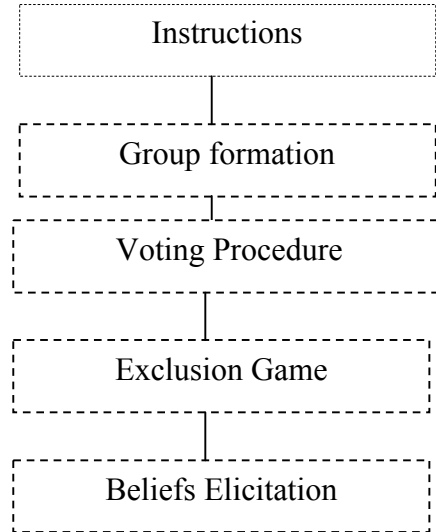 Instructions
Group formation
Voting Procedure
Exclusion Game
Beliefs Elicitation